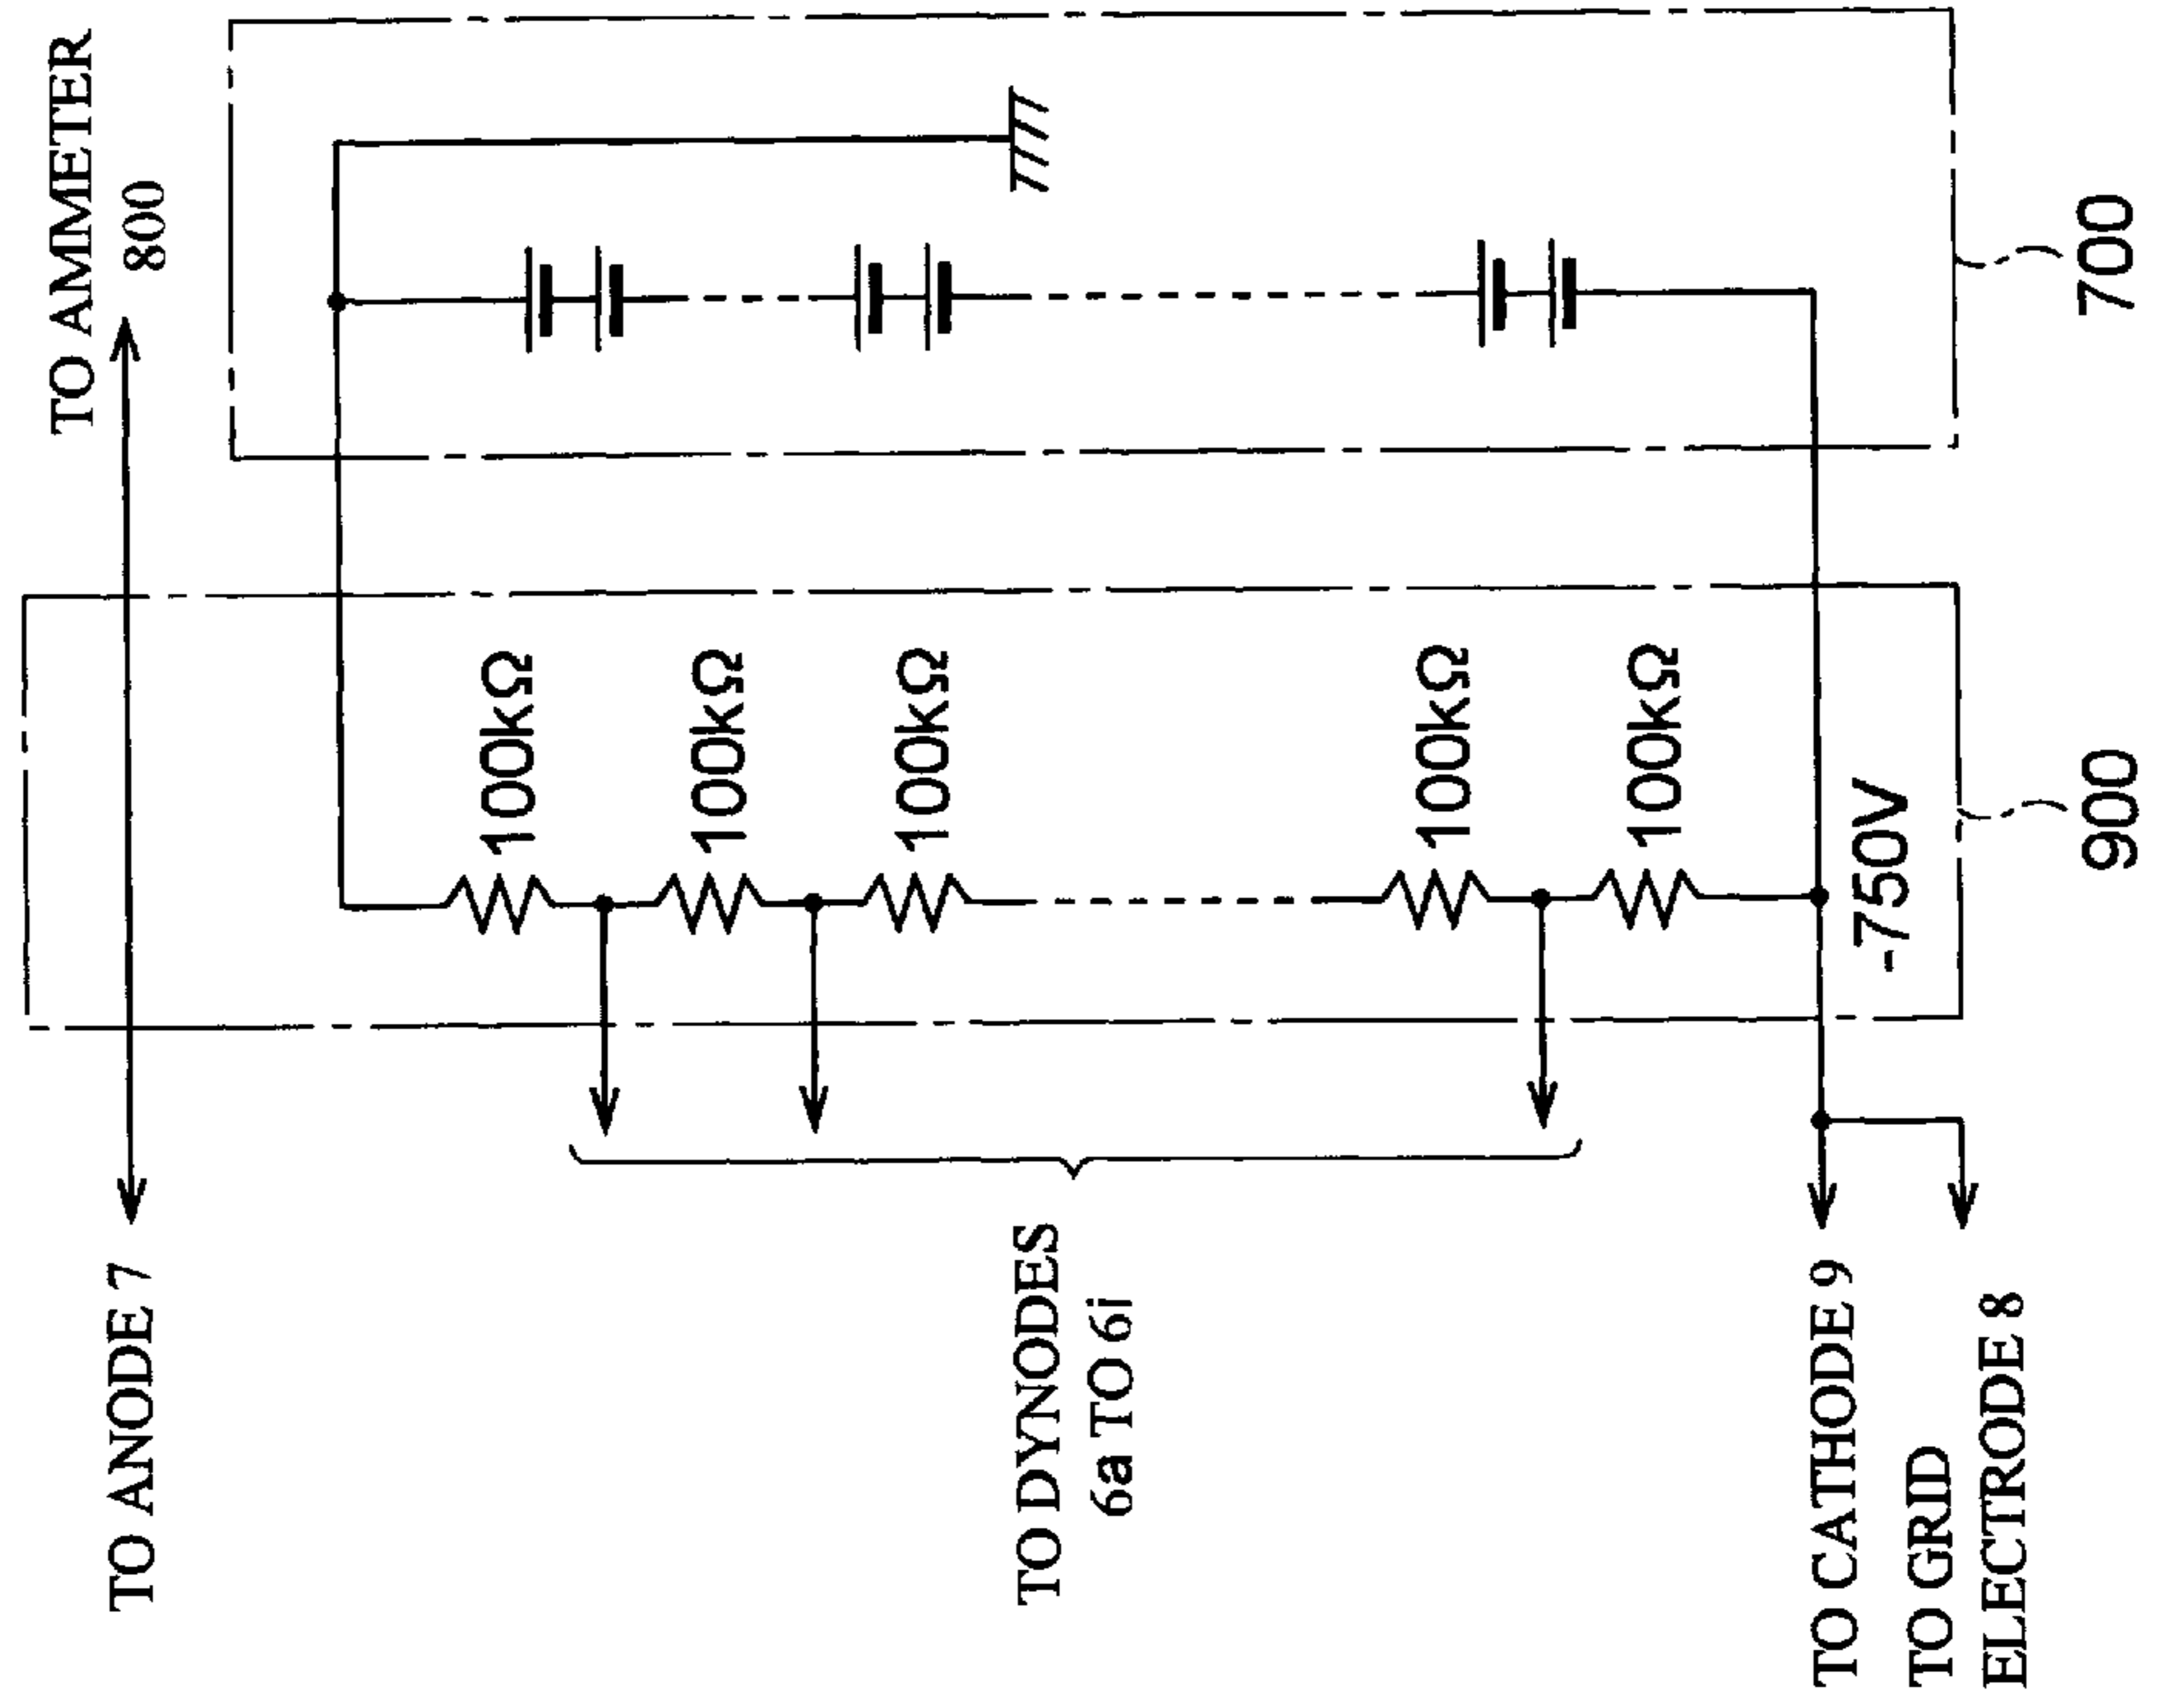 TO AMMETER
800
TO ANODE 7
100kΩ
100kΩ
100kΩ
100kΩ
100kΩ
-750V
TO DYNODES
6a TO 6i
TO CATHODE 9
TO GRID
ELECTRODE 8
900
700